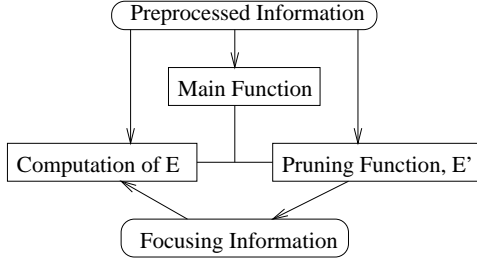 Preprocessed Information
Main Function
Computation of E
Pruning Function, E'
Focusing Information